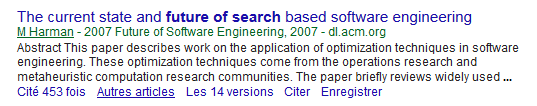 The current state and future of search based software engineering
M Harman - 2007 Future of Software Engineering, 2007 - dl.acm.org
Abstract This paper describes work on the application of optimization techniques in software
engineering. These optimization techniques come from the operations research and
metaheuristic computation research communities. The paper briefly reviews widely used ...
Cité 453 fois Autres articles Les 14 versions Citer Enregistrer